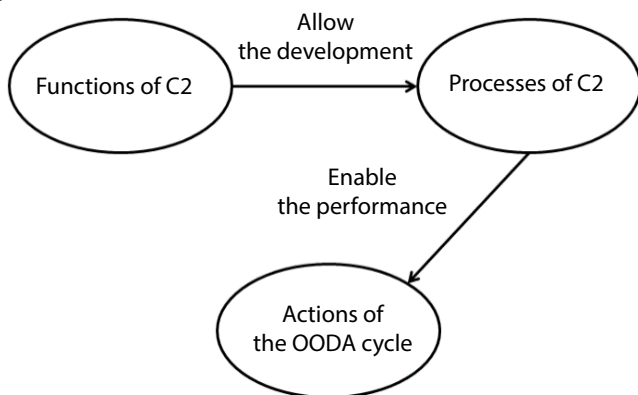 Allow
the development
Functions of C2
Processes of C2
Enable
the performance
Actions of
the OODA cycle